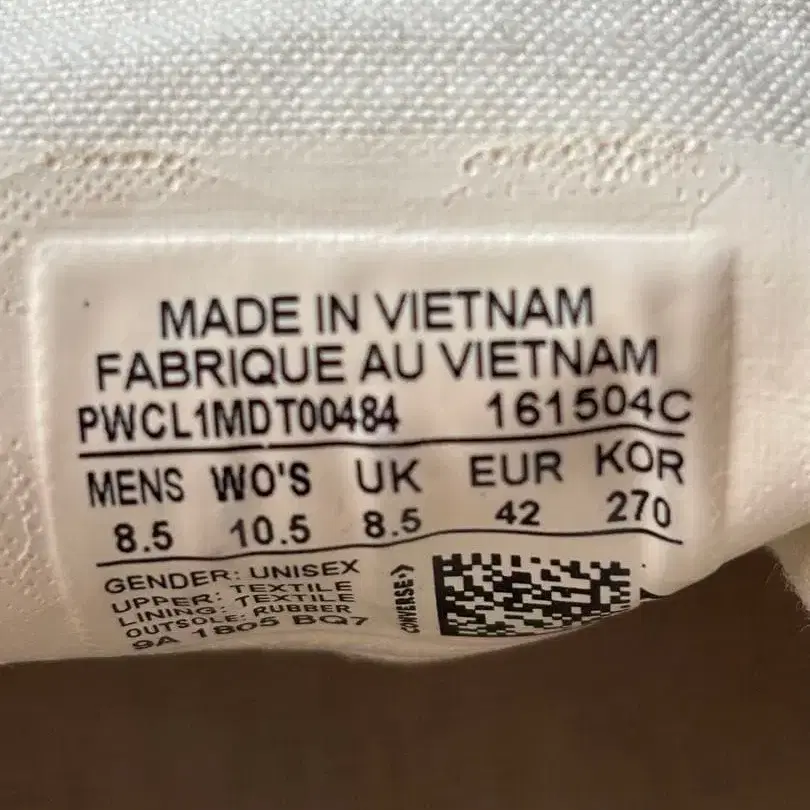 MADE IN VIETNAM
FABRIQUE AU VIETNAM
PWCL1MDT00484 161504C
MENS WO'S UK EUR KOR
8.5 10.5 8.5 42 270
GENDER: UNISEX
UPPER: TEXTILE
LINING: TEXTILE
OUTSOLE: RUBBER
9A 1805 BQ7
CONVERSE